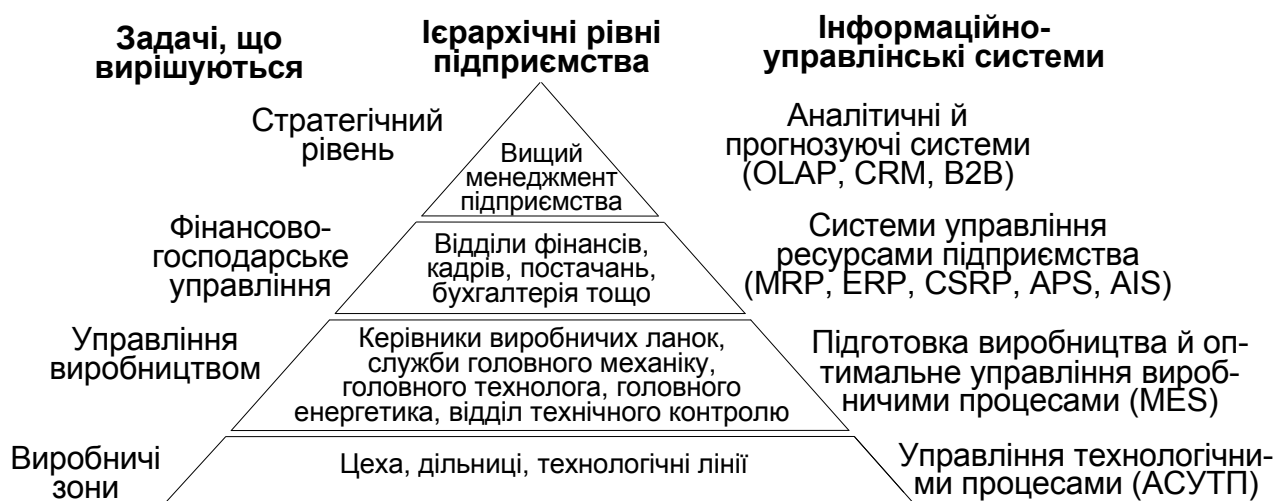 Задачі, що
вирішуються
Ієрархічні рівні
підприємства
Інформаційно-
управлінські системи
Стратегічний
рівень
Вищий
менеджмент
підприємства
Аналітичні й
прогнозуючі системи
(OLAP, CRM, B2B)
Фінансово-
господарське
управління
Відділи фінансів,
кадрів, постачань,
бухгалтерія тощо
Системи управління
ресурсами підприємства
(MRP, ERP, CSRP, APS, AIS)
Управління
виробництвом
Керівники виробничих ланок,
служби головного механіку,
головного технолога, головного
енергетика, відділ технічного контролю
Підготовка виробництва й оп-
тимальне управління вироб-
ничими процесами (MES)
Виробничі
зони
Цеха, дільниці, технологічні лінії
Управління технологічни-
ми процесами (АСУТП)